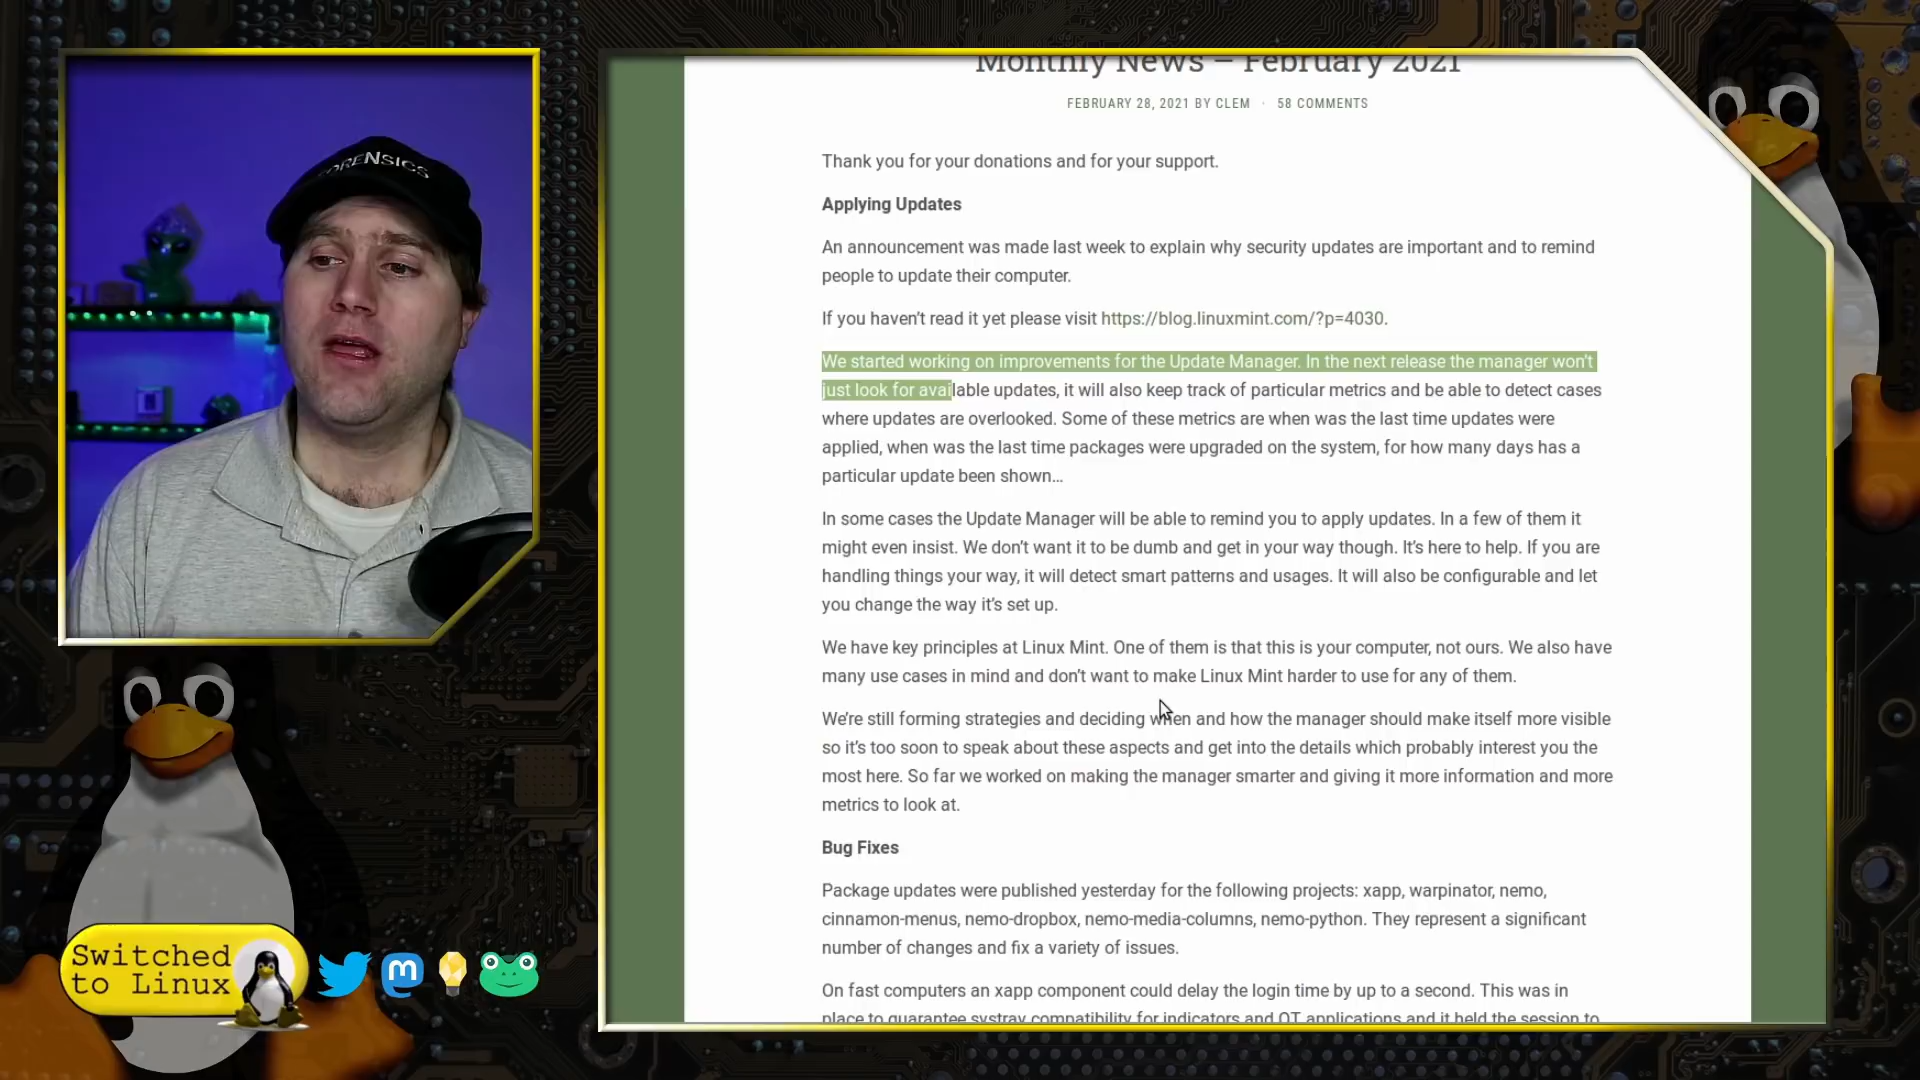 FORENSICS
Monthly News – February 2021
FEBRUARY 28, 2021 BY CLEM · 58 COMMENTS
Thank you for your donations and for your support.
Applying Updates
An announcement was made last week to explain why security updates are important and to remind
people to update their computer.
If you haven’t read it yet please visit https://blog.linuxmint.com/?p=4030.
We started working on improvements for the Update Manager. In the next release the manager won’t
just look for available updates, it will also keep track of particular metrics and be able to detect cases
where updates are overlooked. Some of these metrics are when was the last time updates were
applied, when was the last time packages were upgraded on the system, for how many days has a
particular update been shown…
In some cases the Update Manager will be able to remind you to apply updates. In a few of them it
might even insist. We don’t want it to be dumb and get in your way though. It’s here to help. If you are
handling things your way, it will detect smart patterns and usages. It will also be configurable and let
you change the way it’s set up.
We have key principles at Linux Mint. One of them is that this is your computer, not ours. We also have
many use cases in mind and don’t want to make Linux Mint harder to use for any of them.
We’re still forming strategies and deciding when and how the manager should make itself more visible
so it’s too soon to speak about these aspects and get into the details which probably interest you the
most here. So far we worked on making the manager smarter and giving it more information and more
metrics to look at.
Bug Fixes
Package updates were published yesterday for the following projects: xapp, warpinator, nemo,
cinnamon-menus, nemo-dropbox, nemo-media-columns, nemo-python. They represent a significant
number of changes and fix a variety of issues.
On fast computers an xapp component could delay the login time by up to a second. This was in
place to guarantee systray compatibility for indicators and QT applications and it held the session to
Switched
to Linux
m